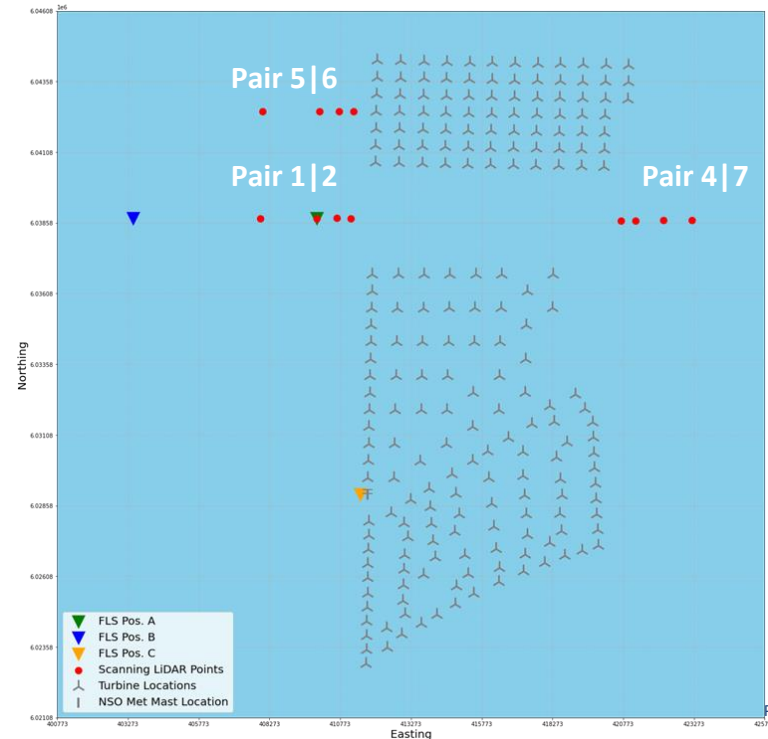 1e6
6.04608
6.04358
Pair 5|6
6.04108
Pair 1|2
Pair 4|7
6.03858
6.03608
6.03358
Northing
6.03108
6.02858
6.02608
FLS Pos. A
FLS Pos. B
FLS Pos. C
Scanning LiDAR Points
Turbine Locations
NSO Met Mast Location
6.02358
6.02108
400773 403273 405773 408273 410773 413273 415773 418273 420773 423273 4257
Easting